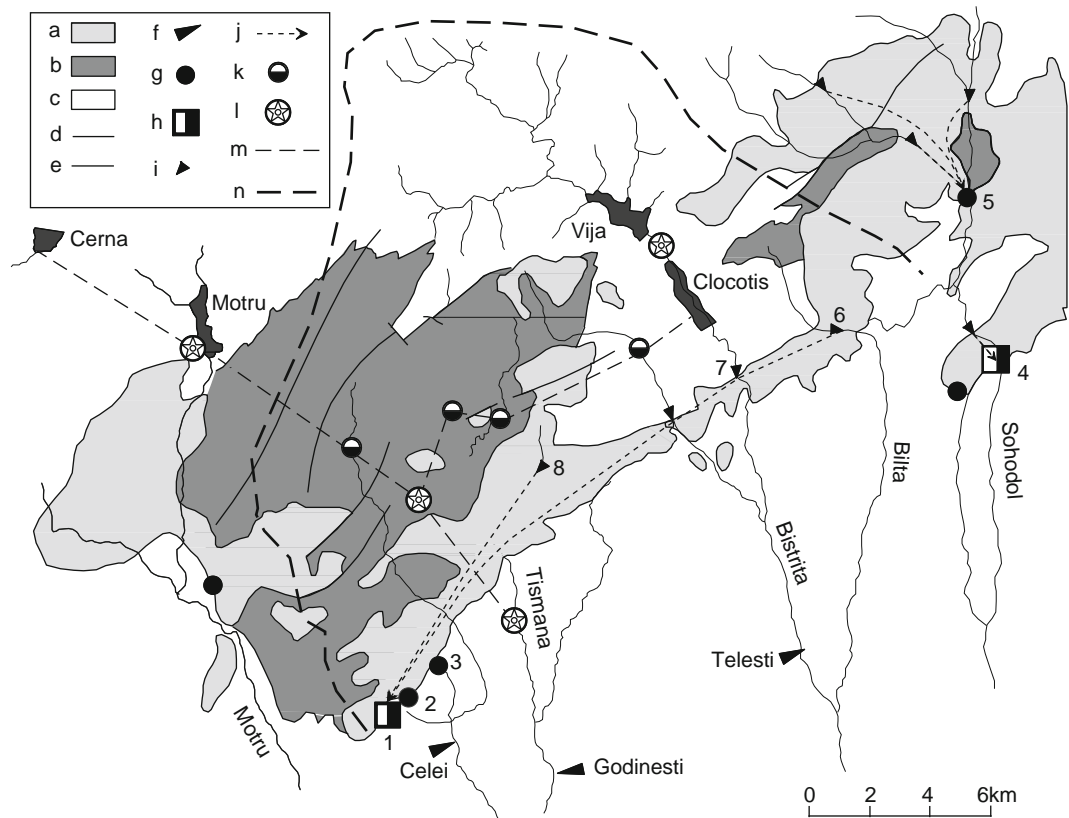 a f j
b g k
c h l
d m
e i n
Cerna
Motru
Vija
Clocotis
5
6
7
4
8
Sohodol
Bilta
Bistrita
Tismana
3
2
1
Telesti
Motru
Celei
Godinesti
0 2 4 6km